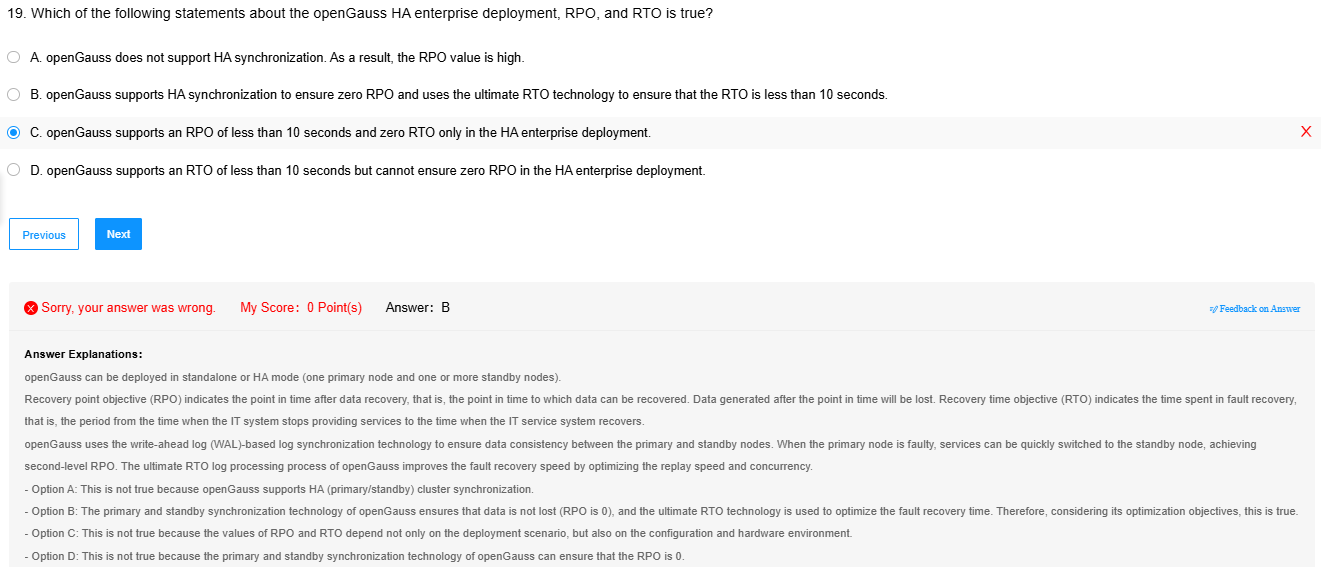 19. Which of the following statements about the openGauss HA enterprise deployment, RPO, and RTO is true?
A. openGauss does not support HA synchronization. As a result, the RPO value is high.
B. openGauss supports HA synchronization to ensure zero RPO and uses the ultimate RTO technology to ensure that the RTO is less than 10 seconds.
C. openGauss supports an RPO of less than 10 seconds and zero RTO only in the HA enterprise deployment.
D. openGauss supports an RTO of less than 10 seconds but cannot ensure zero RPO in the HA enterprise deployment.
Previous Next
Sorry, your answer was wrong. My Score: 0 Point(s) Answer: B Feedback on Answer
Answer Explanations:
openGauss can be deployed in standalone or HA mode (one primary node and one or more standby nodes).
Recovery point objective (RPO) indicates the point in time after data recovery, that is, the point in time to which data can be recovered. Data generated after the point in time will be lost. Recovery time objective (RTO) indicates the time spent in fault recovery,
that is, the period from the time when the IT system stops providing services to the time when the IT service system recovers.
openGauss uses the write-ahead log (WAL)-based log synchronization technology to ensure data consistency between the primary and standby nodes. When the primary node is faulty, services can be quickly switched to the standby node, achieving
second-level RPO. The ultimate RTO log processing process of openGauss improves the fault recovery speed by optimizing the replay speed and concurrency.
- Option A: This is not true because openGauss supports HA (primary/standby) cluster synchronization.
- Option B: The primary and standby synchronization technology of openGauss ensures that data is not lost (RPO is 0), and the ultimate RTO technology is used to optimize the fault recovery time. Therefore, considering its optimization objectives, this is true.
- Option C: This is not true because the values of RPO and RTO depend not only on the deployment scenario, but also on the configuration and hardware environment.
- Option D: This is not true because the primary and standby synchronization technology of openGauss can ensure that the RPO is 0.